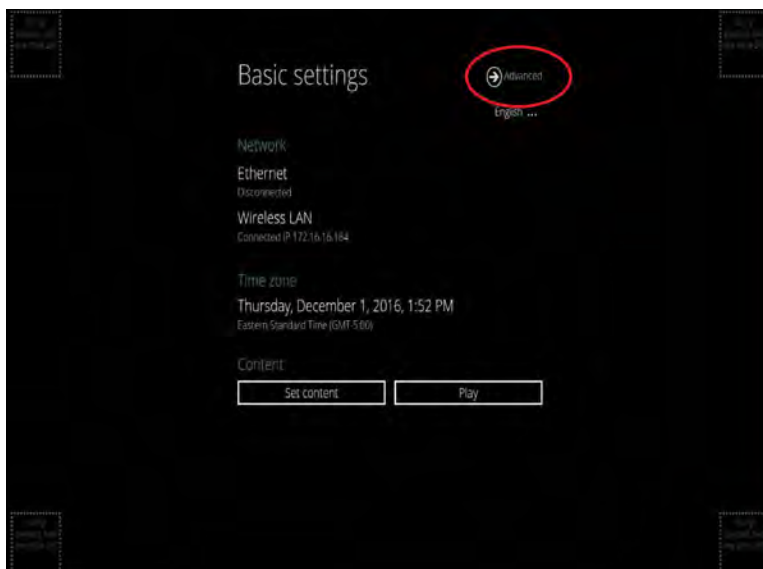 Basic settings
Advanced
English ...
Network
Ethernet
Disconnected
Wireless LAN
Connected IP 172.16.16.184
Time zone
Thursday, December 1, 2016, 1:52 PM
Eastern Standard Time (GMT-5:00)
Content
Set content
Play